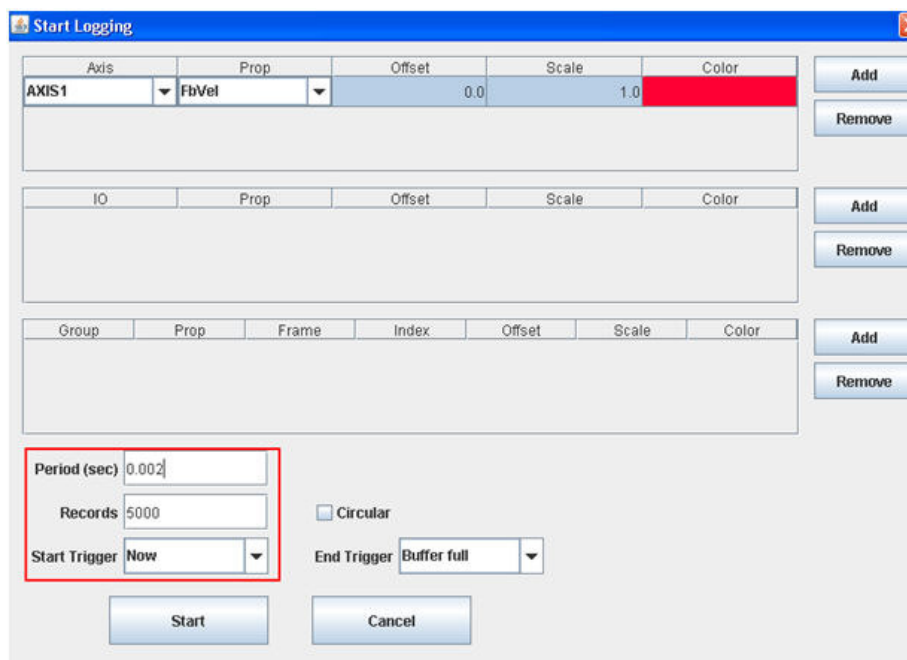 Start Logging
Axis Prop Offset Scale Color
Add
AXIS1 FbVel 0.0 1.0
Remove
IO Prop Offset Scale Color
Add
Remove
Group Prop Frame Index Offset Scale Color
Add
Remove
Period (sec) 0.002
Records 5000 Circular
Start Trigger Now End Trigger Buffer full
Start Cancel